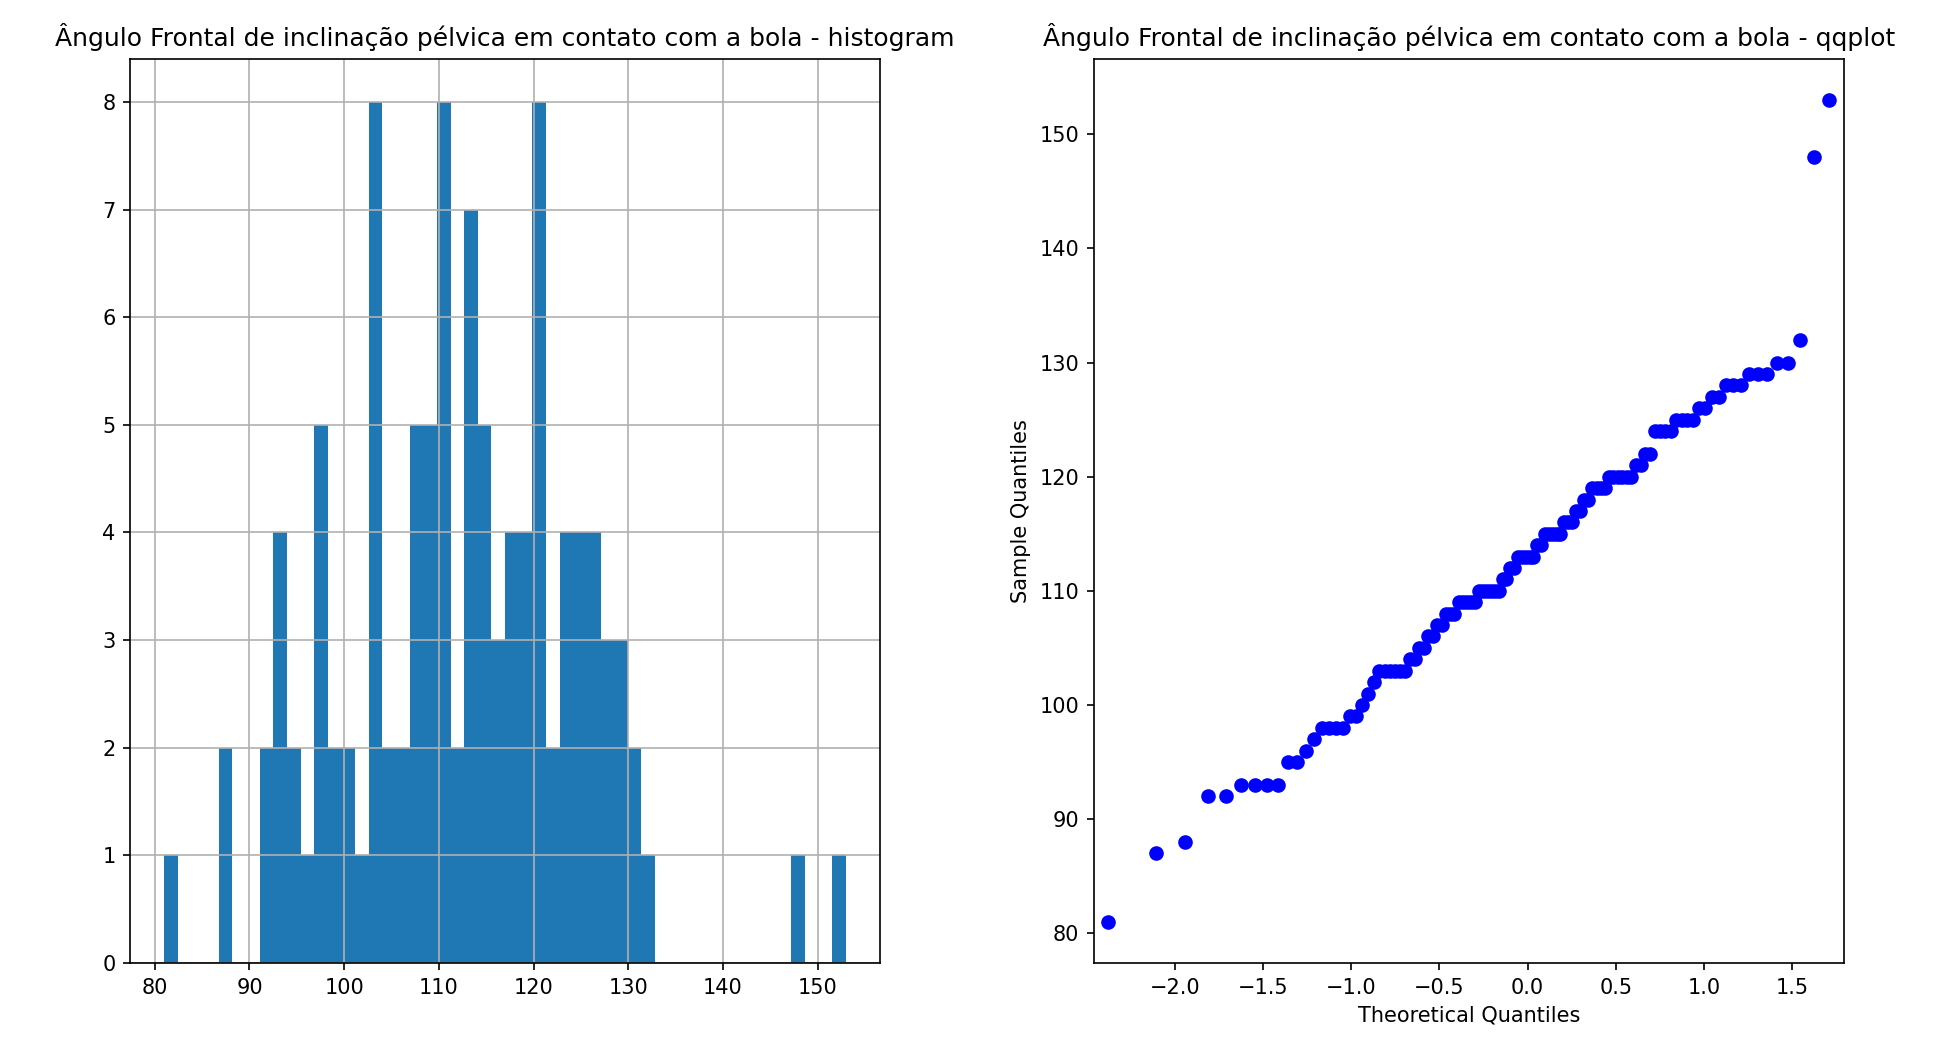 Ângulo Frontal de inclinação pélvica em contato com a bola - histogram
8
7
6
5
4
3
2
1
0
80 90 100 110 120 130 140 150
Ângulo Frontal de inclinação pélvica em contato com a bola - qqplot
Sample Quantiles
150
140
130
120
110
100
90
80
−2.0 −1.5 −1.0 −0.5 0.0 0.5 1.0 1.5
Theoretical Quantiles